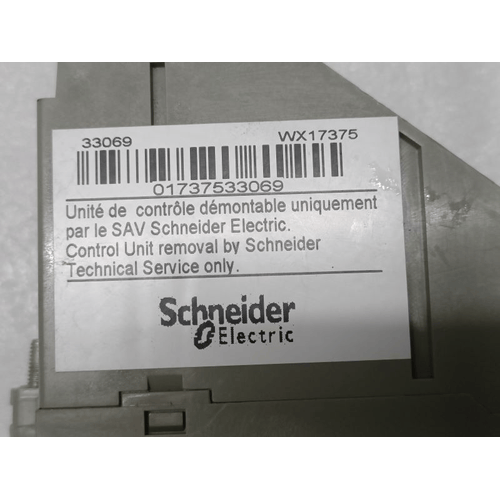 33069 WX17375
01737533069
Unité de contrôle démontable uniquement
par le SAV Schneider Electric.
Control Unit removal by Schneider
Technical Service only.
Schneider
Electric